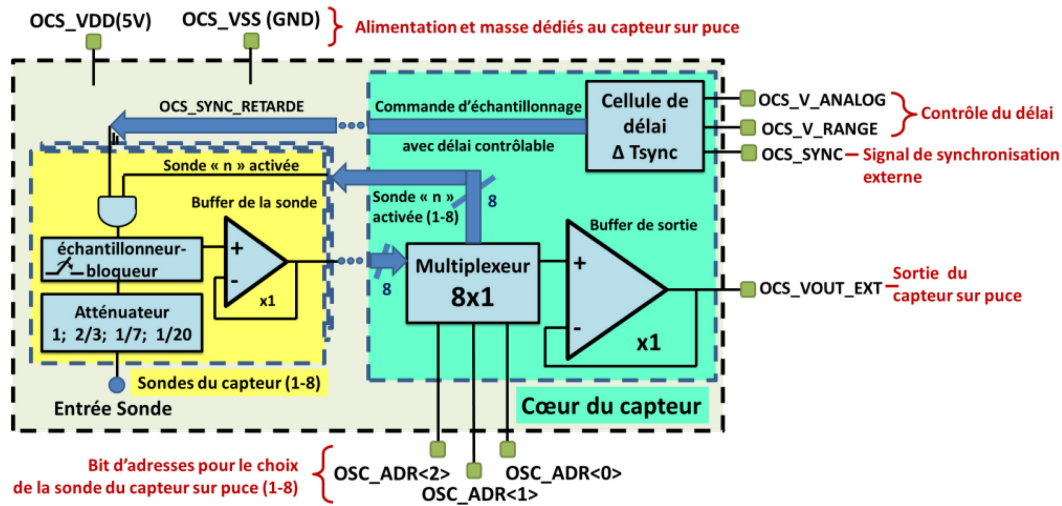 OCS_VDD(5V)
OCS_VSS (GND)
Alimentation et masse dédiés au capteur sur puce
OCS_SYNC_RETARDE
Commande d'échantillonnage
avec délai contrôlable
Cellule de
délai
Δ Tsync
OCS_V_ANALOG
OCS_V_RANGE
Contrôle du délai
OCS_SYNC
Signal de synchronisation
externe
Sonde « n » activée
Sonde « n »
activée (1-8)
8
Buffer de la sonde
échantillonneur-
bloqueur
+
-
x1
Atténuateur
1; 2/3; 1/7; 1/20
Sondes du capteur (1-8)
Entrée Sonde
8
Multiplexeur
8x1
Buffer de sortie
+
-
x1
OCS_VOUT_EXT
Sortie du
capteur sur puce
Cœur du capteur
Bit d'adresses pour le choix
de la sonde du capteur sur puce (1-8)
OSC_ADR<2>
OSC_ADR<1>
OSC_ADR<0>